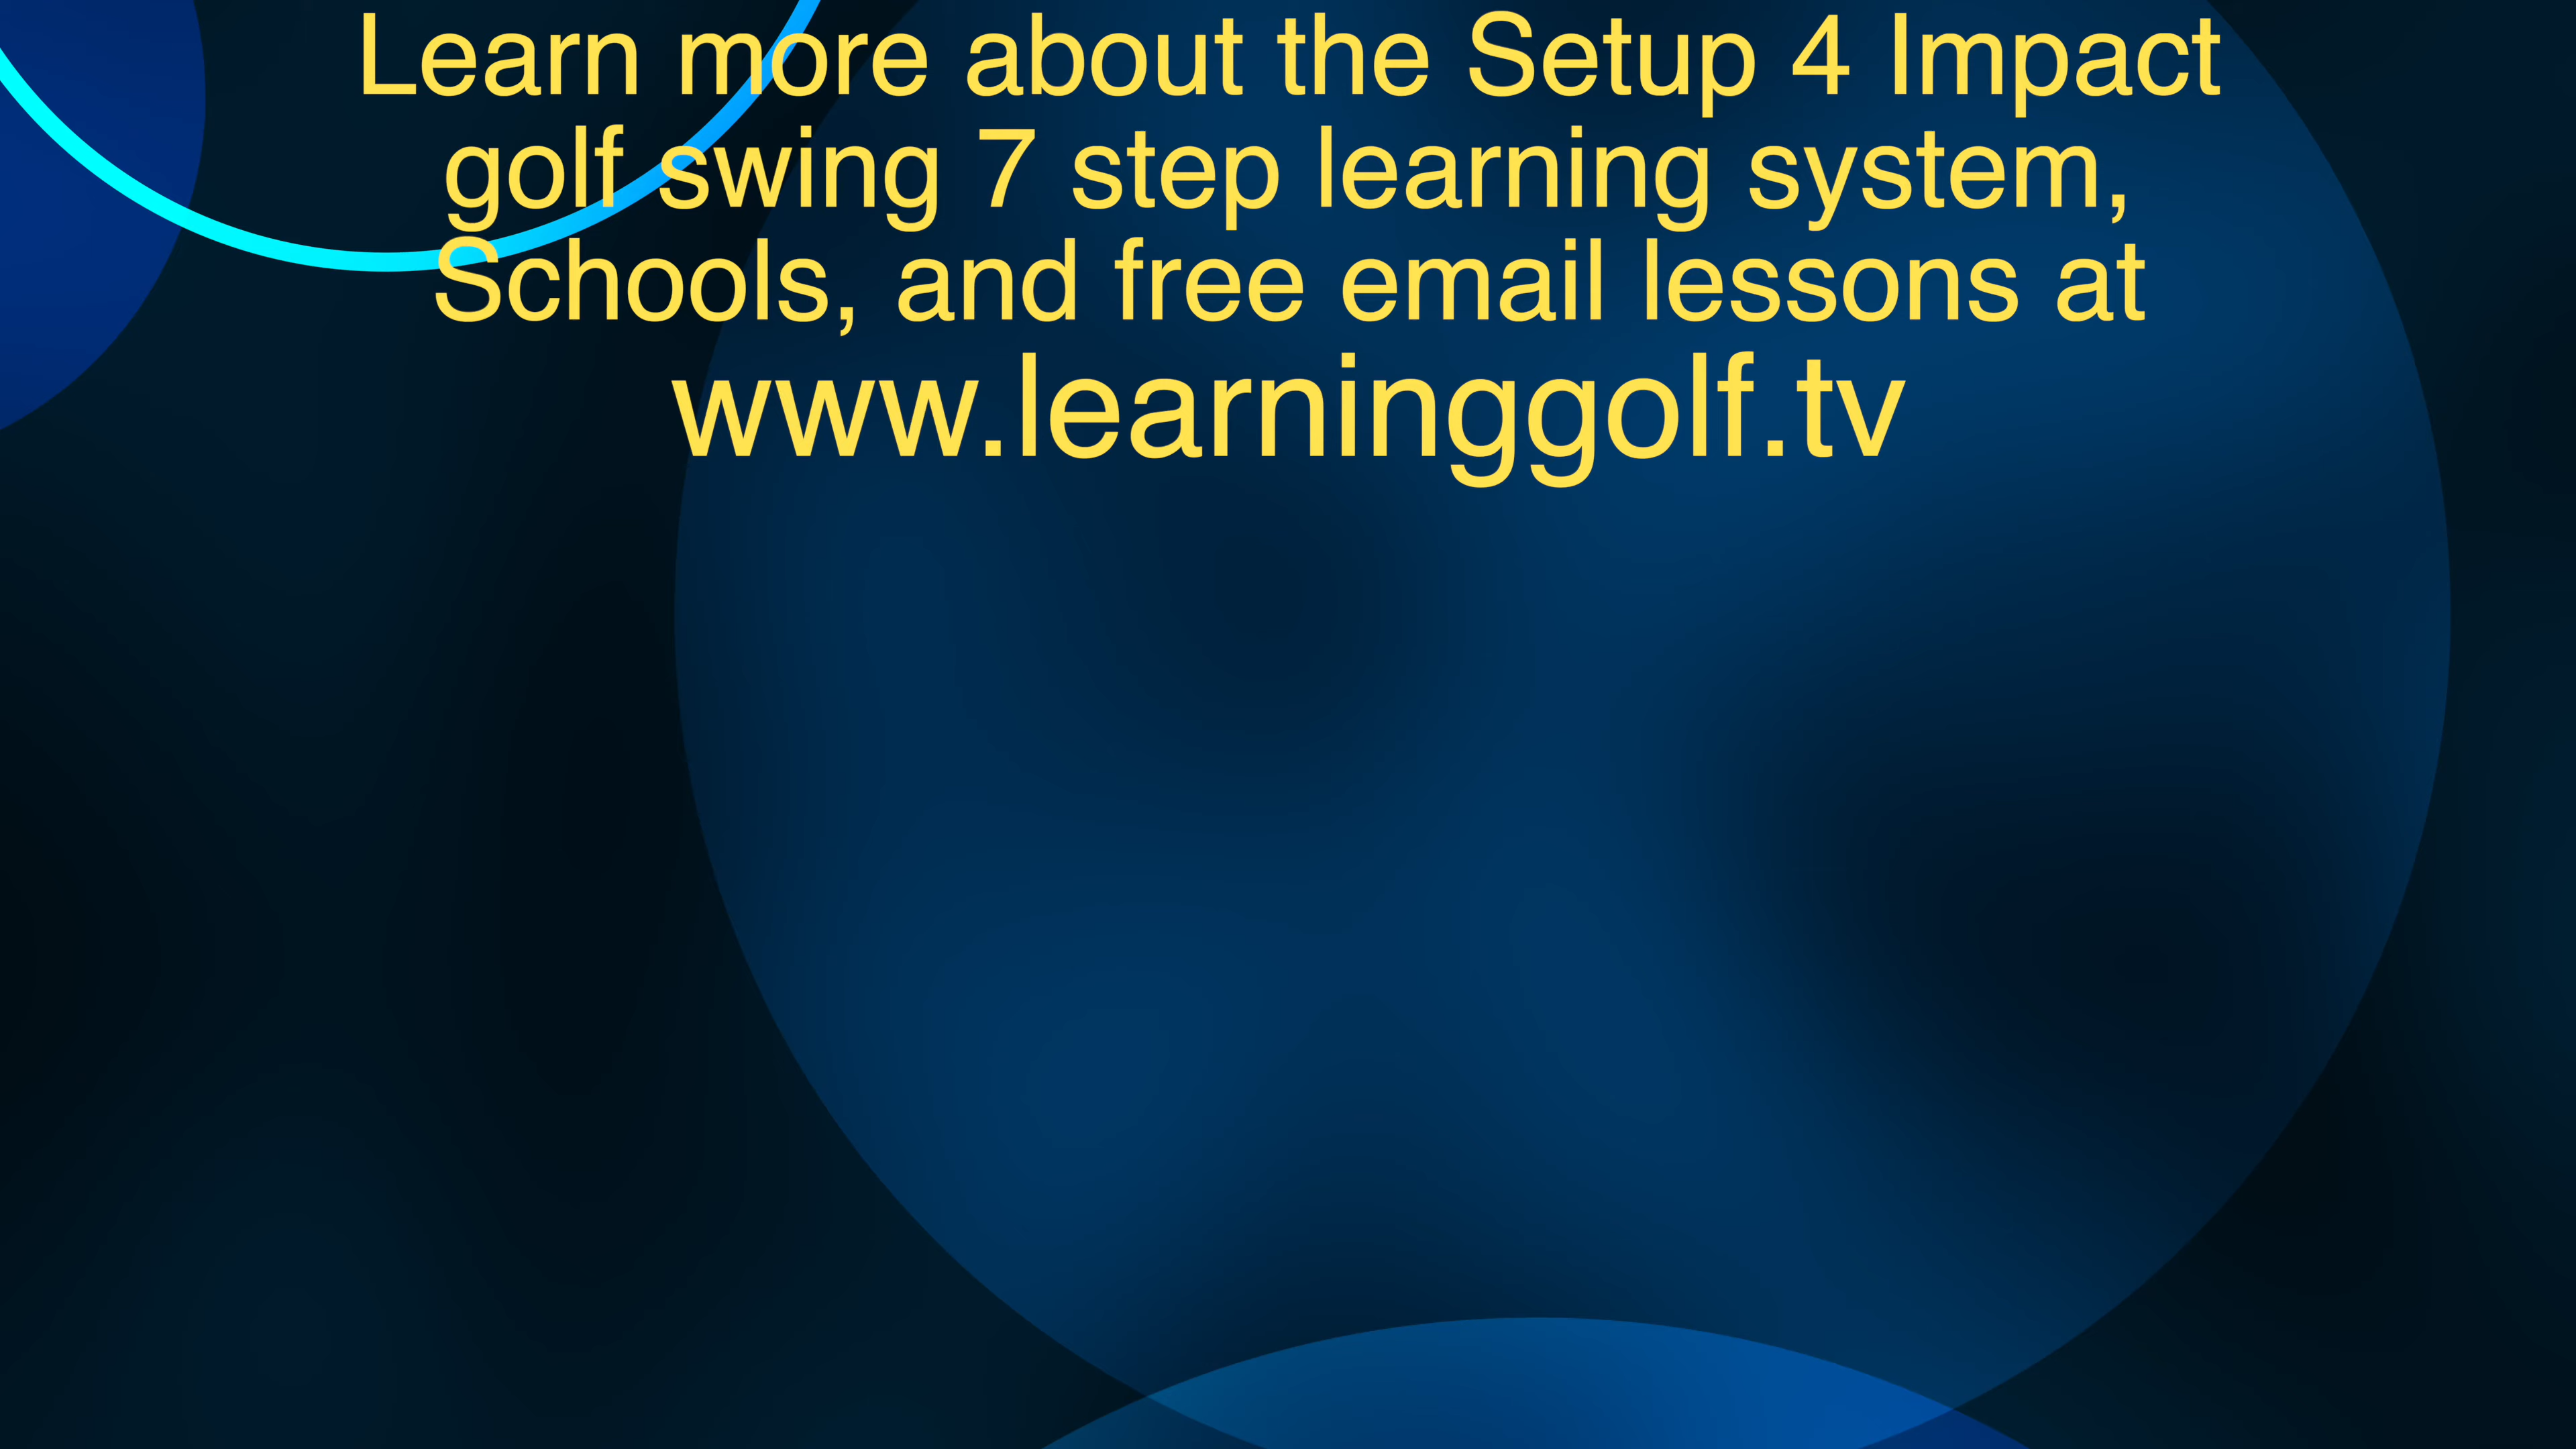 Learn more about the Setup 4 Impact
golf swing 7 step learning system,
Schools, and free email lessons at
www.learninggolf.tv